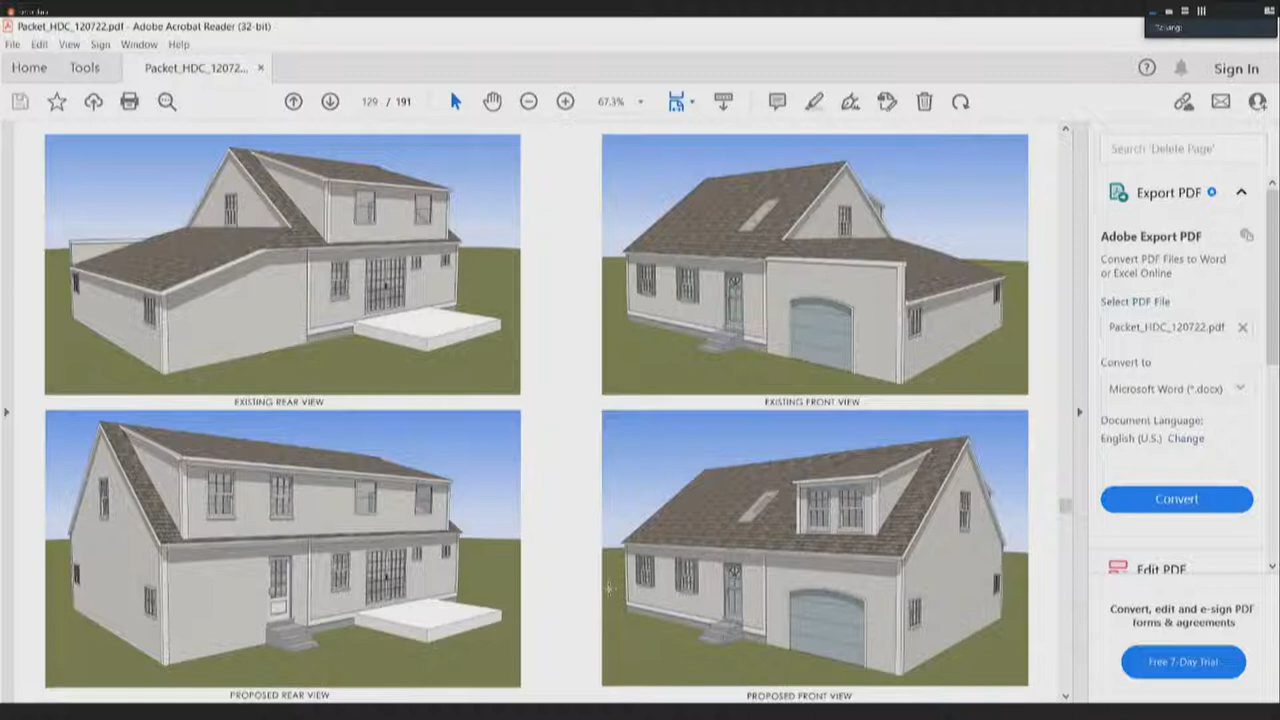 Packet_HDC_120722.pdf - Adobe Acrobat Reader (32-bit)
File Edit View Sign Window Help
Home Tools Packet_HDC_12072... ×
Sign In
129 / 191
67.3%
EXISTING REAR VIEW
EXISTING FRONT VIEW
PROPOSED REAR VIEW
PROPOSED FRONT VIEW
Search 'Delete Page'
Export PDF
Adobe Export PDF
Convert PDF Files to Word
or Excel Online
Select PDF File
Packet_HDC_120722.pdf
Convert to
Microsoft Word (*.docx)
Document Language:
English (U.S.) Change
Convert
Edit PDF
Convert, edit and e-sign PDF
forms & agreements
Free 7-Day Trial